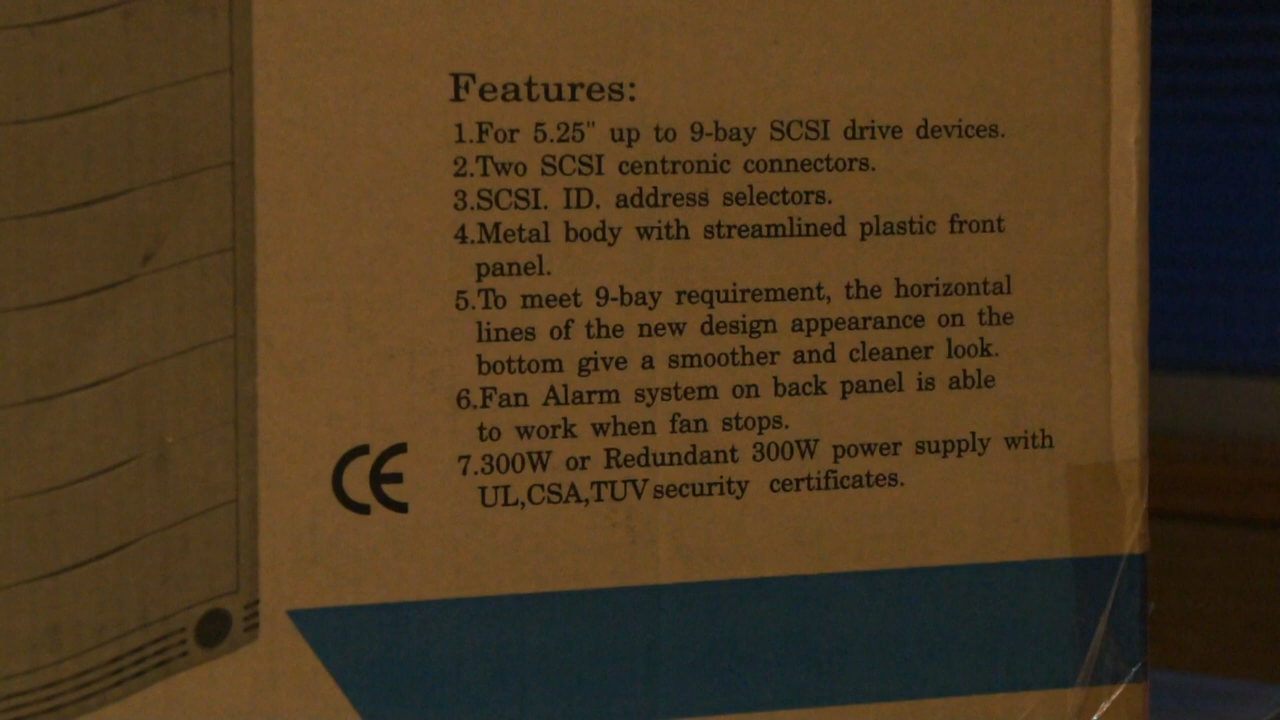 Features:
1.For 5.25" up to 9-bay SCSI drive devices.
2.Two SCSI centronic connectors.
3.SCSI. ID. address selectors.
4.Metal body with streamlined plastic front
panel.
5.To meet 9-bay requirement, the horizontal
lines of the new design appearance on the
bottom give a smoother and cleaner look.
6.Fan Alarm system on back panel is able
to work when fan stops.
7.300W or Redundant 300W power supply with
UL,CSA,TUV security certificates.
CE